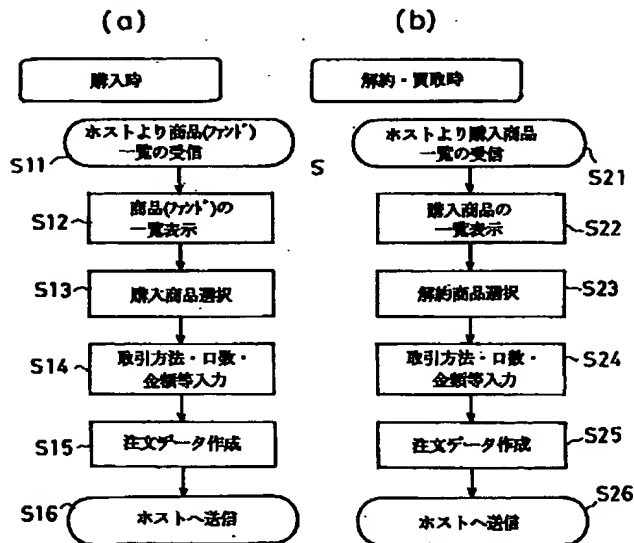 (a)
購入時
ホストより商品(ファンド)
一覧の受信
S11
商品(ファンド)の
一覧表示
S12
購入商品選択
S13
取引方法・口数・
金額等入力
S14
注文データ作成
S15
ホストへ送信
S16
(b)
解約・買取時
ホストより購入商品
一覧の受信
S
S21
購入商品の
一覧表示
S22
解約商品選択
S23
取引方法・口数・
金額等入力
S24
注文データ作成
S25
ホストへ送信
S26